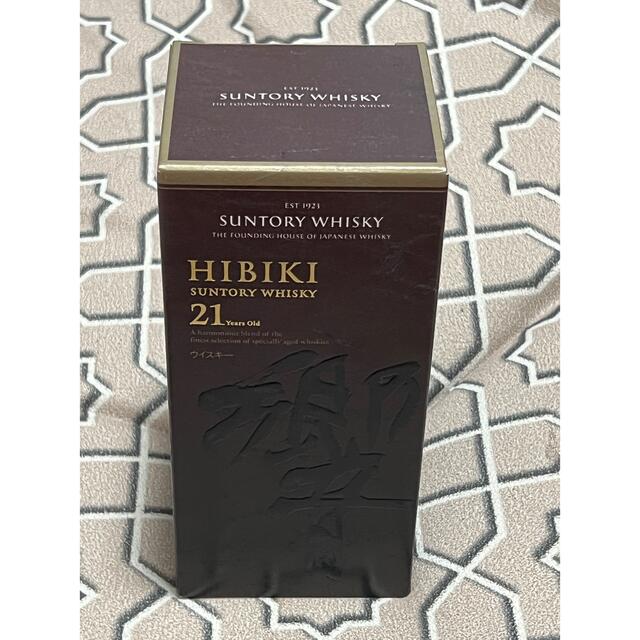 EST 1923
SUNTORY WHISKY
THE FOUNDING HOUSE OF JAPANESE WHISKY
EST 1923
SUNTORY WHISKY
THE FOUNDING HOUSE OF JAPANESE WHISKY
HIBIKI
SUNTORY WHISKY
21 Years Old
A harmonious blend of the
finest selection of specially aged whiskies
ウイスキー
響